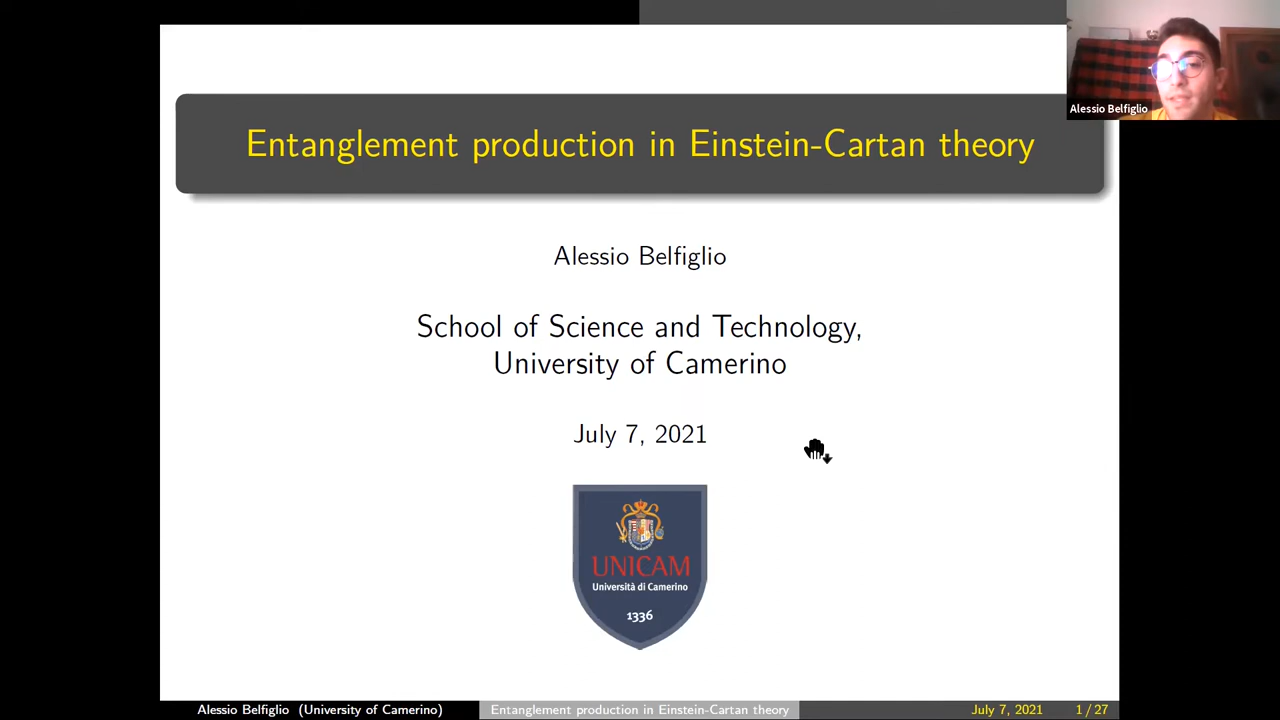 Alessio Belfiglio
Entanglement production in Einstein-Cartan theory
Alessio Belfiglio
School of Science and Technology,
University of Camerino
July 7, 2021
UNICAM
Università di Camerino
1336
Alessio Belfiglio (University of Camerino) Entanglement production in Einstein-Cartan theory July 7, 2021 1 / 27